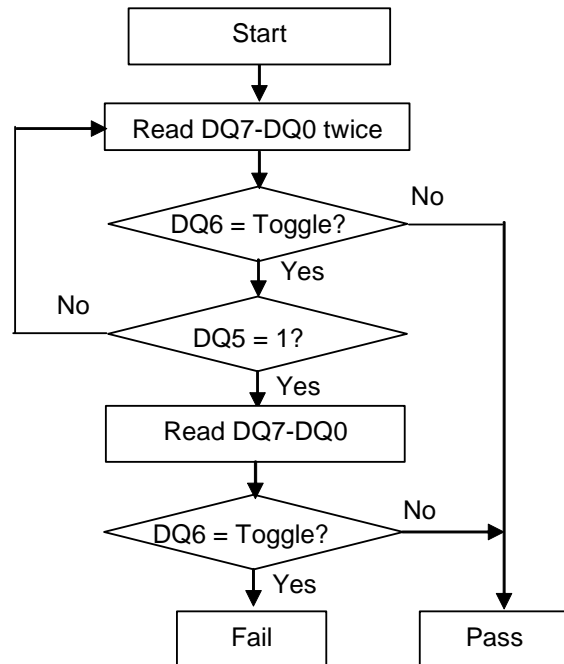 Start
Read DQ7-DQ0 twice
No
DQ6 = Toggle?
Yes
No
DQ5 = 1?
Yes
Read DQ7-DQ0
No
DQ6 = Toggle?
Yes
Fail
Pass